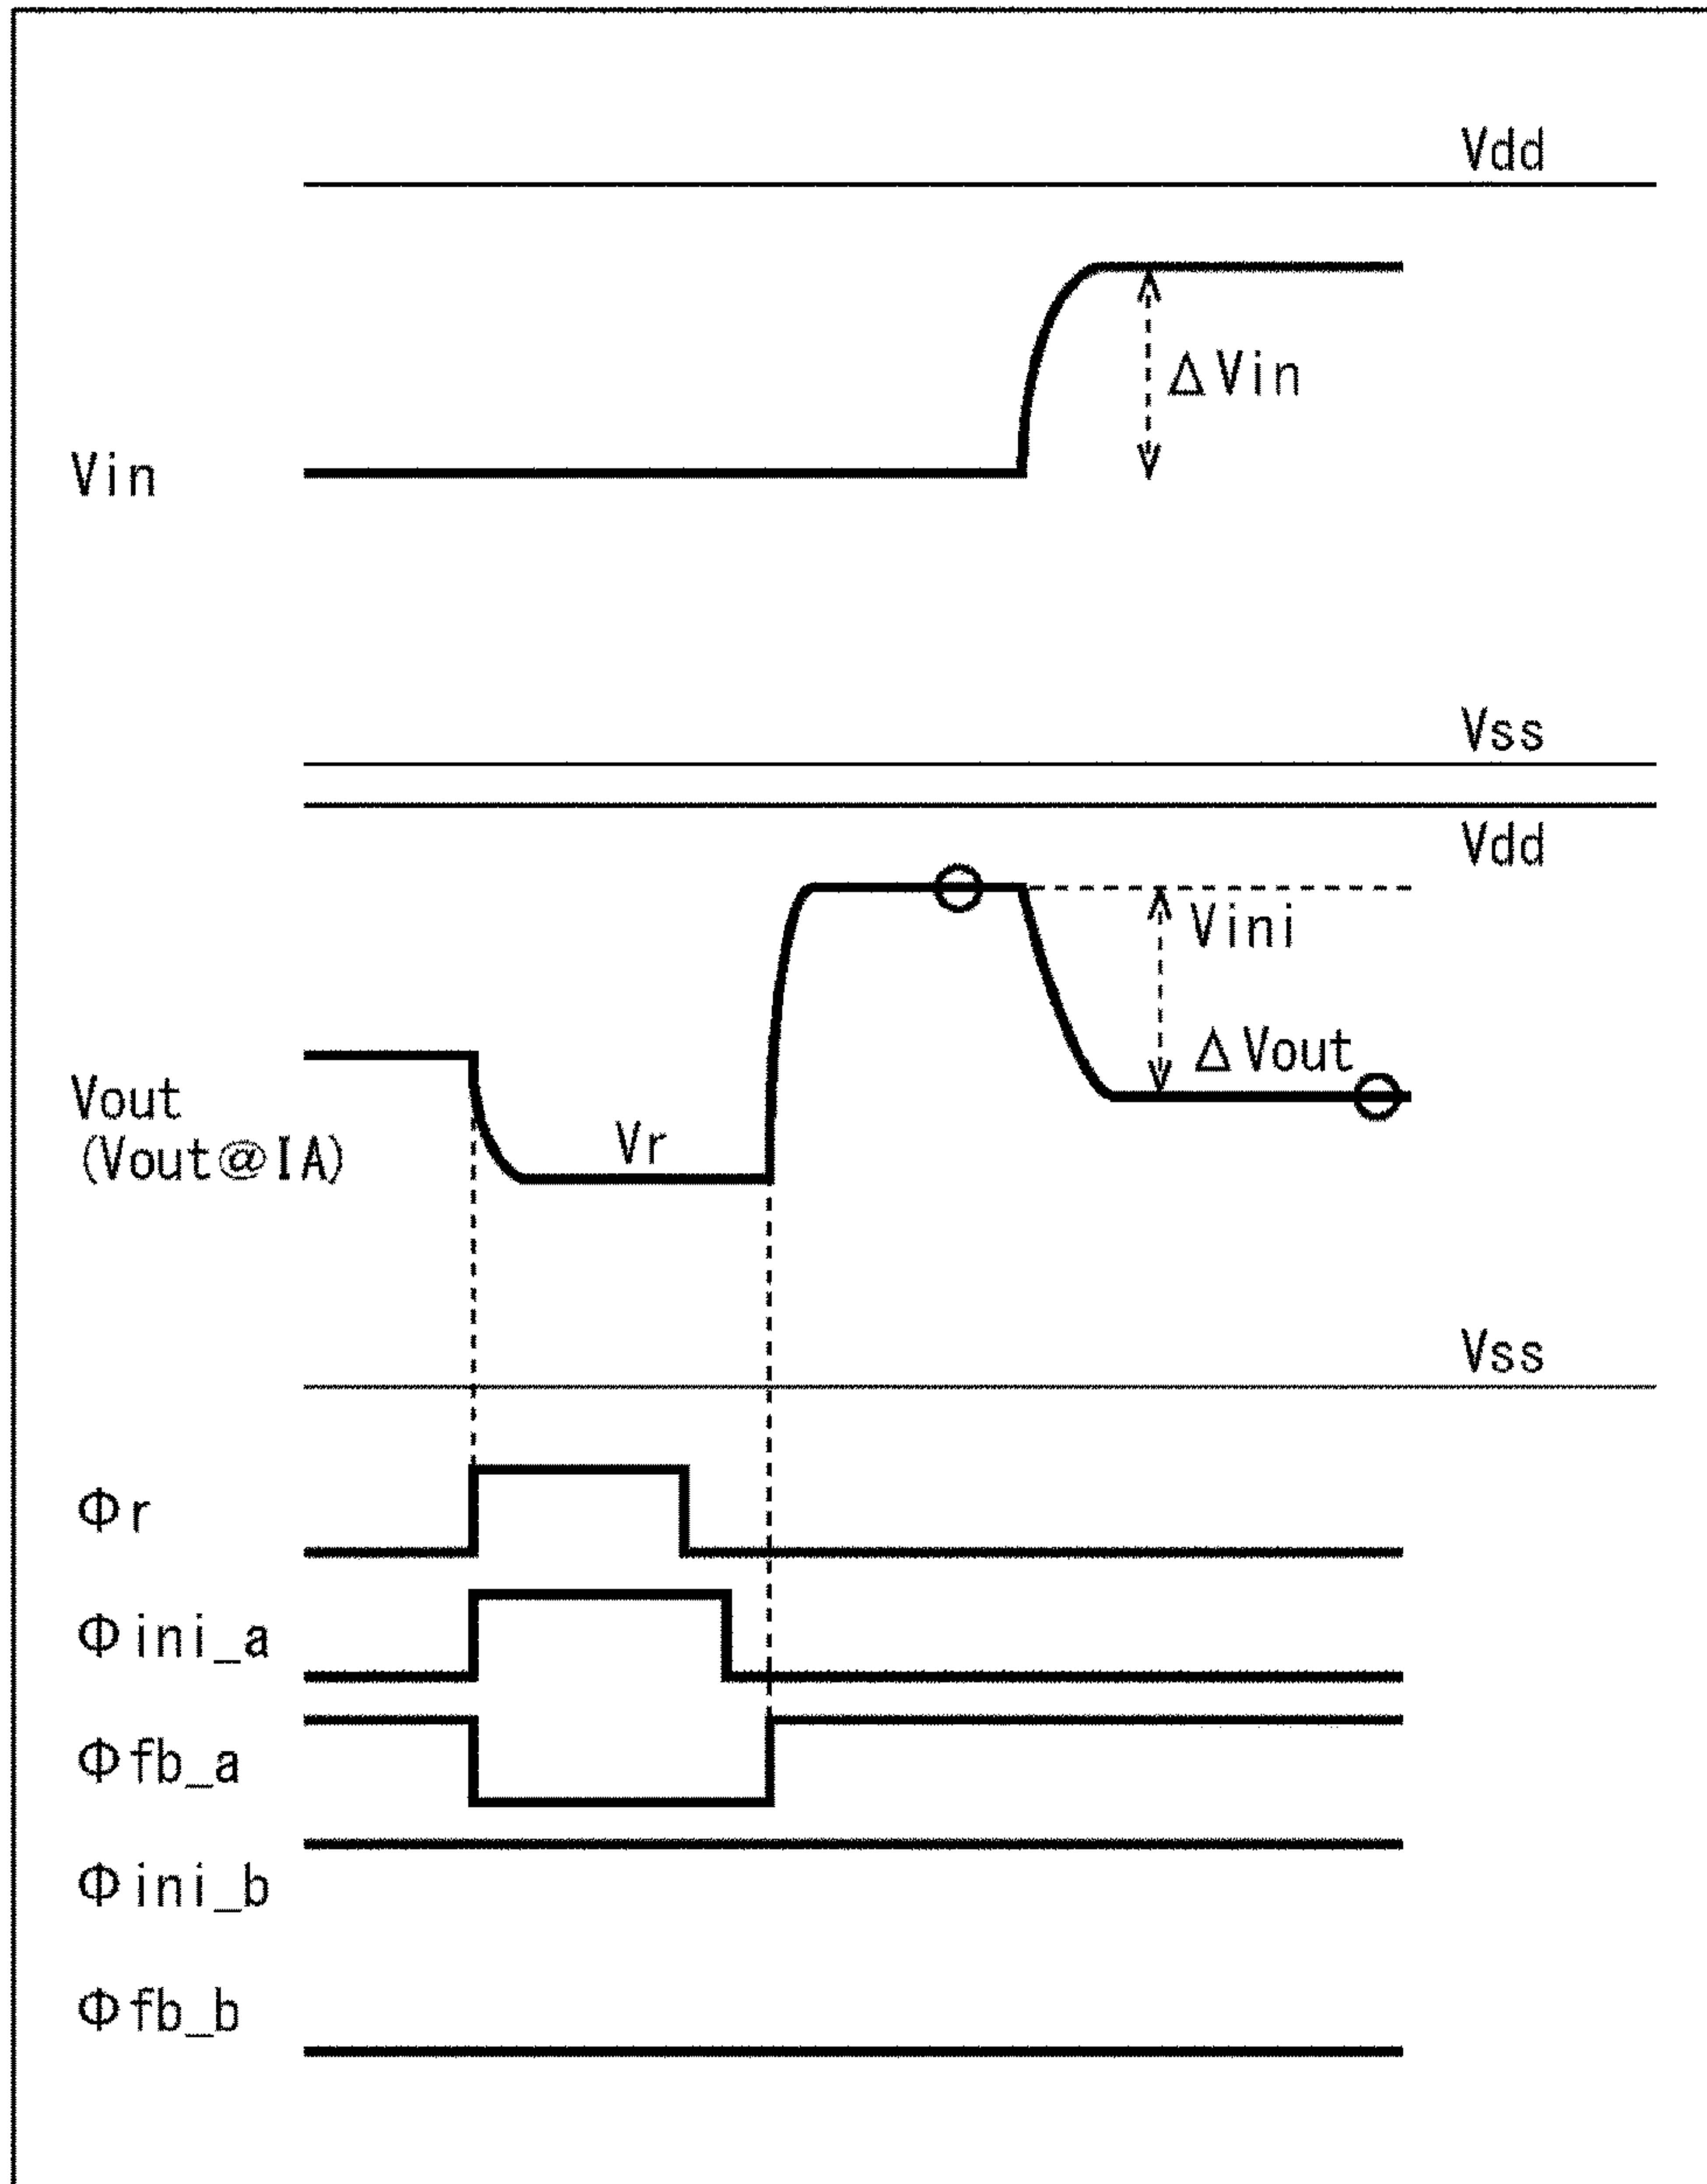 Vdd
ΔVin
Vin
Vss
Vdd
Vini
ΔVout
Vout
(Vout@IA)
Vr
Vss
Φr
Φini_a
Φfb_a
Φini_b
Φfb_b